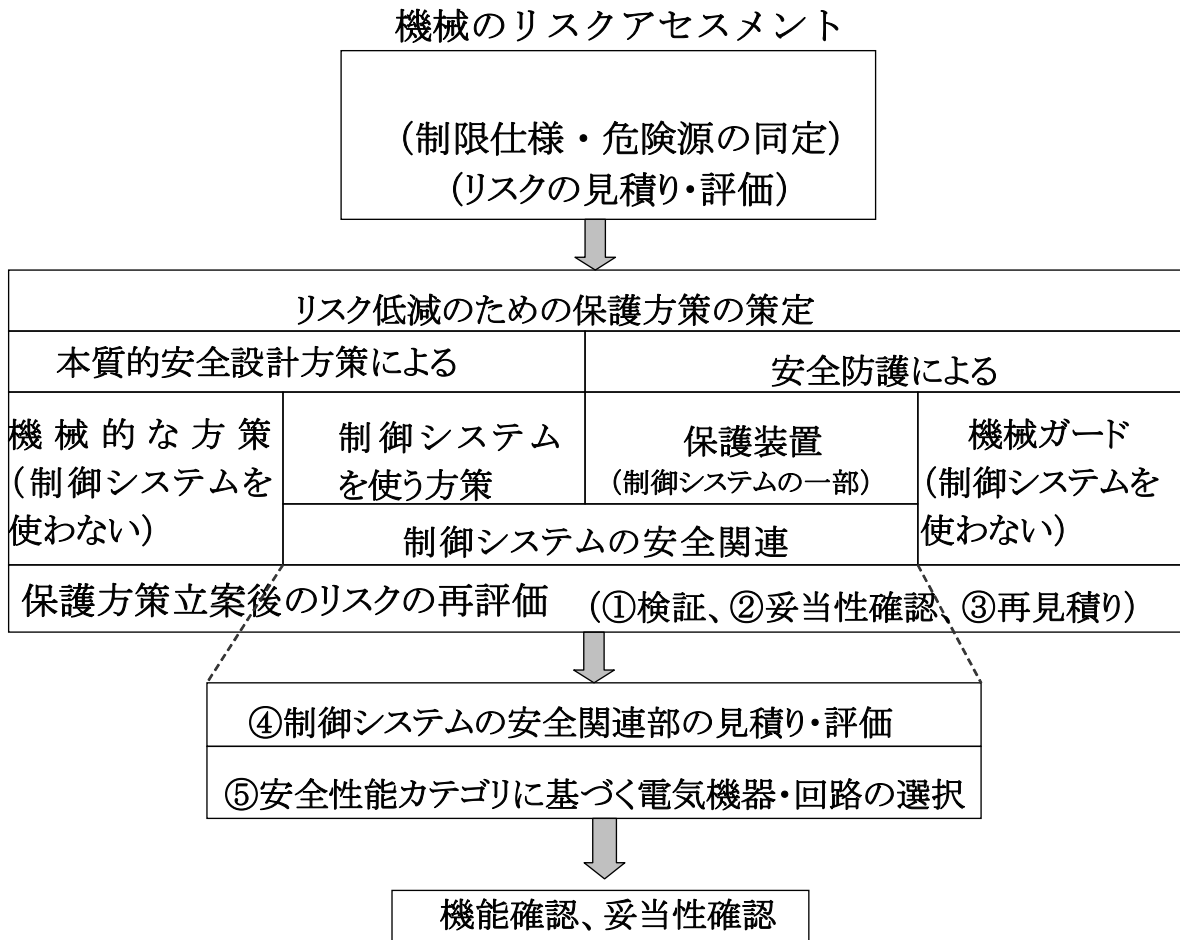 機械のリスクアセスメント
(制限仕様・危険源の同定)
(リスクの見積り・評価)
リスク低減のための保護方策の策定
本質的安全設計方策による
安全防護による
機械的な方策
(制御システムを
使わない)
制御システム
を使う方策
保護装置
(制御システムの一部)
機械ガード
(制御システムを
使わない)
制御システムの安全関連
保護方策立案後のリスクの再評価 (①検証、②妥当性確認、③再見積り)
④制御システムの安全関連部の見積り・評価
⑤安全性能カテゴリに基づく電気機器・回路の選択
機能確認、妥当性確認